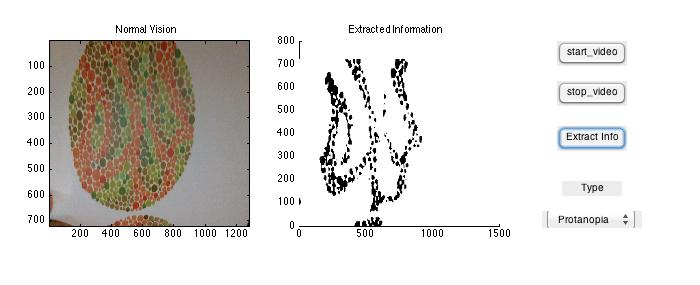 Normal Vision
100
200
300
400
500
600
700
200 400 600 800 1000 1200
Extracted Information
800
700
600
500
400
300
200
100
0
0 500 1000 1500
start_video
stop_video
Extract Info
Type
Protanopia